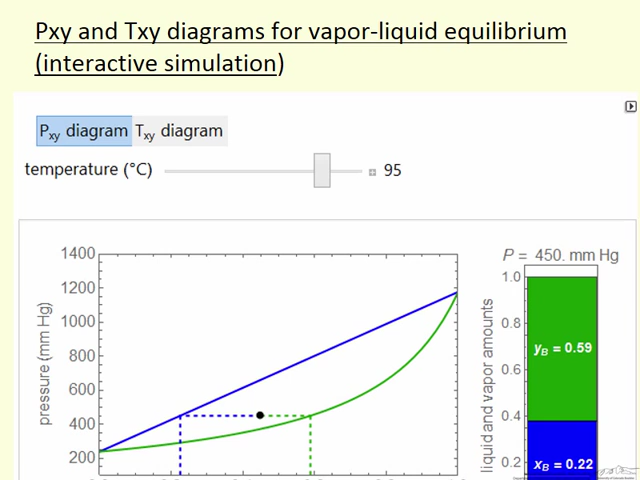 Pxy and Txy diagrams for vapor-liquid equilibrium
(interactive simulation)
Pxy diagram Txy diagram
temperature (°C) 95
P = 450. mm Hg
1400
1200
1000
800
600
400
200
pressure (mm Hg)
liquid and vapor amounts
1.0
0.8
0.6
0.4
0.2
yB = 0.59
xB = 0.22